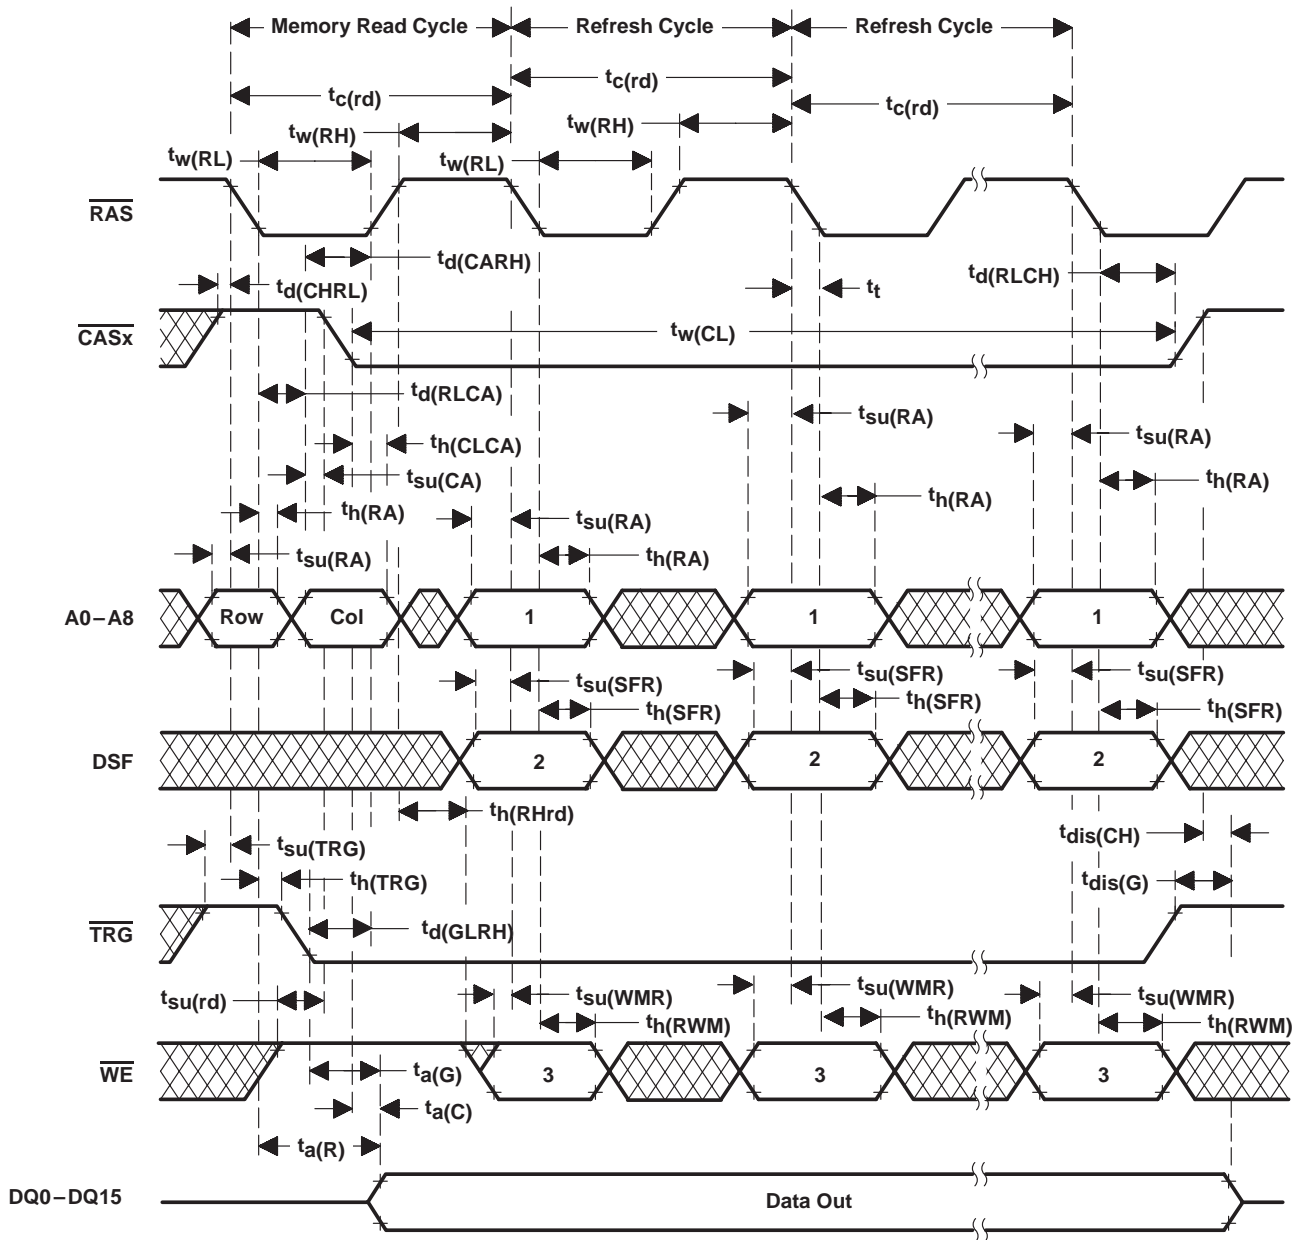 Memory Read Cycle Refresh Cycle Refresh Cycle
tc(rd) tc(rd) tc(rd)
tw(RH) tw(RH)
tw(RL) tw(RL)
RAS
td(CARH)
td(CHRL) tt td(RLCH)
CASx tw(CL)
td(RLCA) tsu(RA)
th(CLCA) tsu(RA)
tsu(CA) th(RA)
th(RA) tsu(RA) th(RA)
tsu(RA) th(RA)
A0–A8 Row Col 1 1 1
tsu(SFR) tsu(SFR) tsu(SFR)
th(SFR) th(SFR) th(SFR)
DSF 2 2 2
th(RHrd)
tsu(TRG) tdis(CH)
th(TRG) tdis(G)
TRG td(GLRH)
tsu(rd) tsu(WMR) tsu(WMR) tsu(WMR)
th(RWM) th(RWM) th(RWM)
WE ta(G) 3 3 3
ta(C)
ta(R)
DQ0–DQ15 Data Out